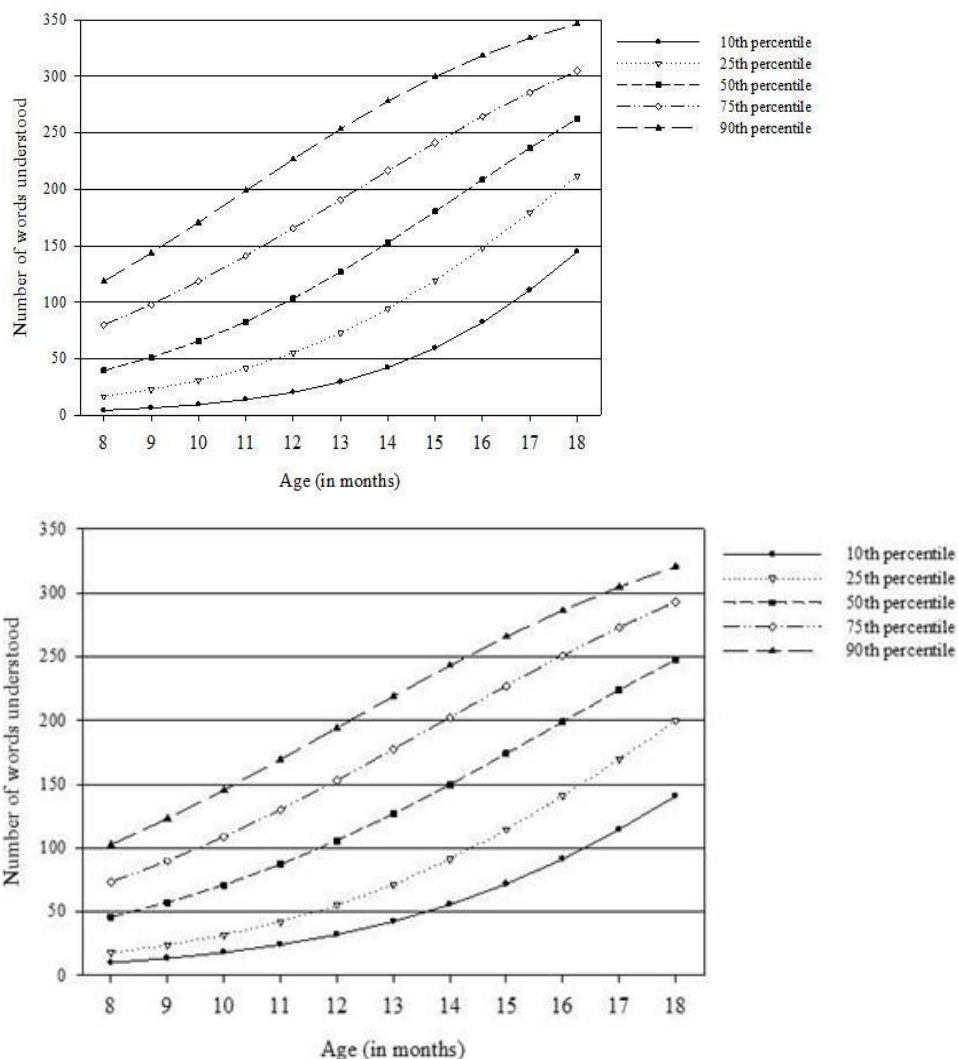 350
300
250
200
150
100
50
0
Number of words understood
8 9 10 11 12 13 14 15 16 17 18
Age (in months)
10th percentile
25th percentile
50th percentile
75th percentile
90th percentile
350
300
250
200
150
100
50
0
Number of words understood
8 9 10 11 12 13 14 15 16 17 18
Age (in months)
10th percentile
25th percentile
50th percentile
75th percentile
90th percentile